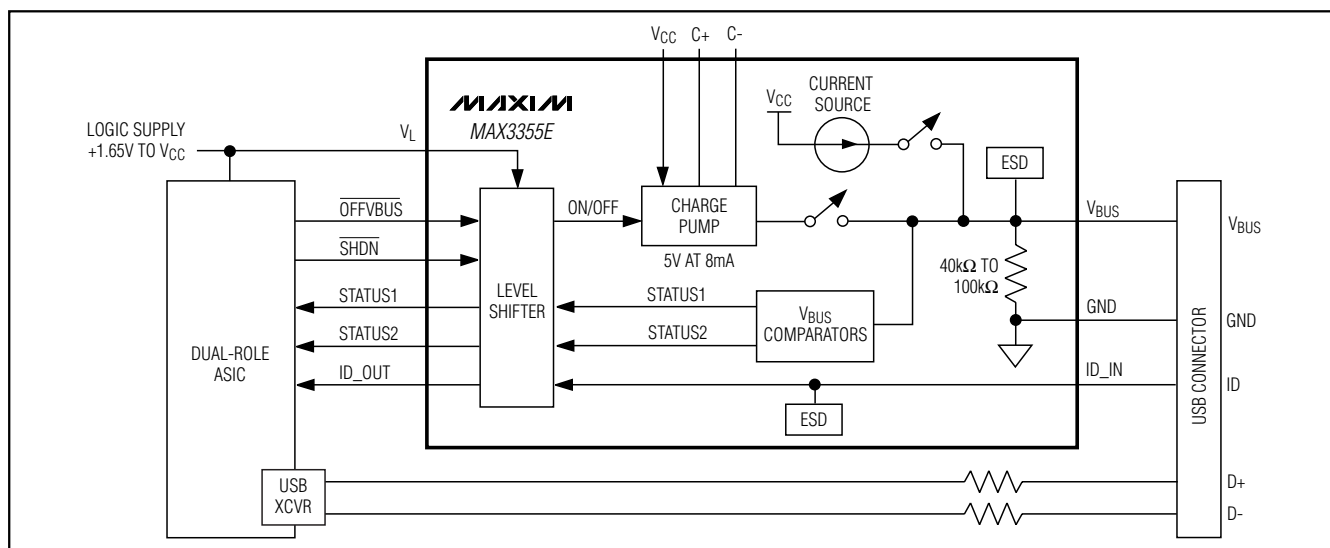 VCC C+ C-
MAXIM
MAX3355E
CURRENT
SOURCE
VCC
LOGIC SUPPLY
+1.65V TO VCC
VL
ESD
OFFVBUS
ON/OFF
CHARGE
PUMP
VBUS
VBUS
SHDN
5V AT 8mA
40kΩ TO
100kΩ
LEVEL
SHIFTER
STATUS1
STATUS1
VBUS
COMPARATORS
GND
GND
STATUS2
STATUS2
DUAL-ROLE
ASIC
ID_OUT
ID_IN
ID
ESD
USB CONNECTOR
USB
XCVR
D+
D-